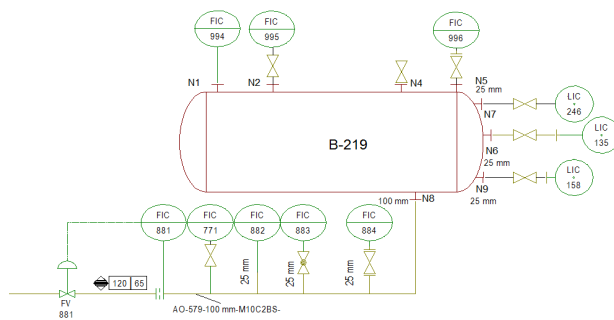 FIC
994
FIC
995
FIC
996
N1
N2
N4
N5
25 mm
N7
LIC
246
B-219
N6
25 mm
LIC
135
N9
25 mm
LIC
158
100 mm
N8
FIC
881
FIC
771
FIC
882
FIC
883
FIC
884
25 mm
25 mm
25 mm
120 65
FV
881
AO-579-100 mm-M10C2BS-